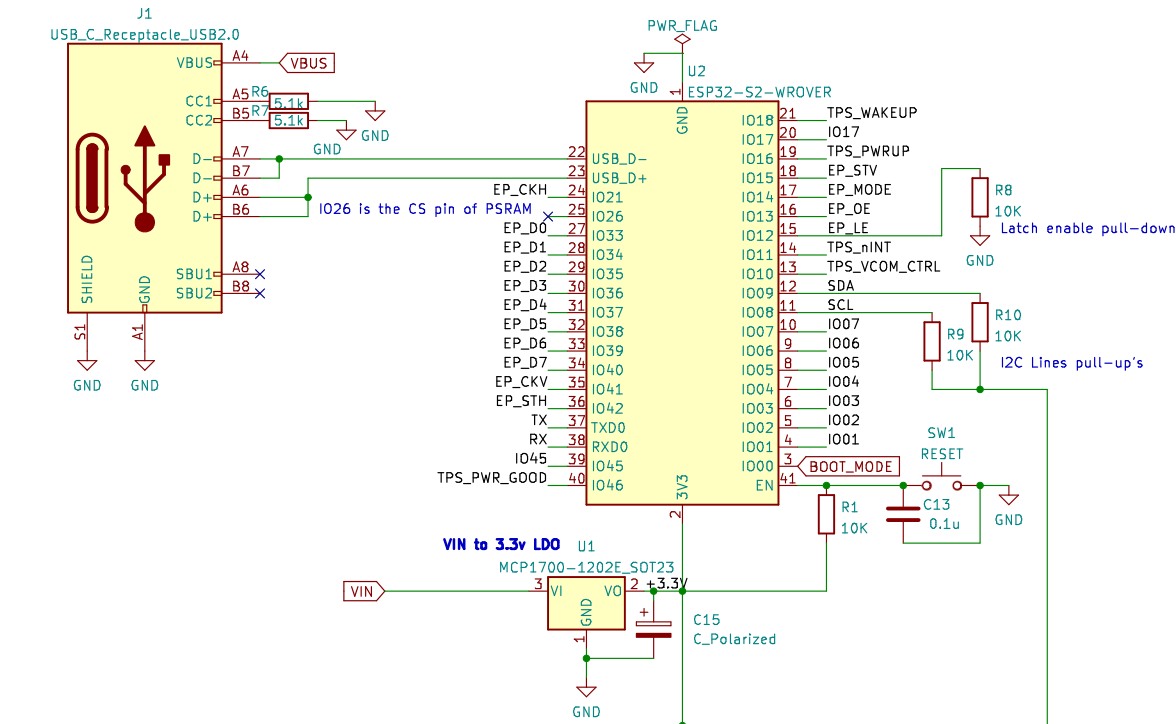 J1
USB_C_Receptacle_USB2.0
VBUS A4 VBUS
CC1 A5 R6 5.1k GND
CC2 B5 R7 5.1k GND
D- A7
D- B7
D+ A6
D+ B6
SBU1 A8
SBU2 B8
SHIELD S1 GND
GND A1 GND
IO26 is the CS pin of PSRAM
PWR_FLAG
GND
U2
ESP32-S2-WROVER
1 GND
22 USB_D-
23 USB_D+
EP_CKH 24 IO21
25 IO26
EP_D0 27 IO33
EP_D1 28 IO34
EP_D2 29 IO35
EP_D3 30 IO36
EP_D4 31 IO37
EP_D5 32 IO38
EP_D6 33 IO39
EP_D7 34 IO40
EP_CKV 35 IO41
EP_STH 36 IO42
TX 37 TXD0
RX 38 RXD0
IO45 39 IO45
TPS_PWR_GOOD 40 IO46
IO18 21 TPS_WAKEUP
IO17 20 IO17
IO16 19 TPS_PWRUP
IO15 18 EP_STV
IO14 17 EP_MODE
IO13 16 EP_OE
IO12 15 EP_LE
IO11 14 TPS_nINT
IO10 13 TPS_VCOM_CTRL
IO09 12 SDA
IO08 11 SCL
IO07 10 IO07
IO06 9 IO06
IO05 8 IO05
IO04 7 IO04
IO03 6 IO03
IO02 5 IO02
IO01 4 IO01
IO00 3 BOOT_MODE
EN 41
3V3 2
R8
10K
Latch enable pull-down
GND
R10
10K
R9
10K
I2C Lines pull-up's
SW1
RESET
R1
10K
C13
0.1u
GND
VIN to 3.3v LDO
U1
MCP1700-1202E_SOT23
VIN 3 VI VO 2 +3.3V
GND 1
+
C15
C_Polarized
GND